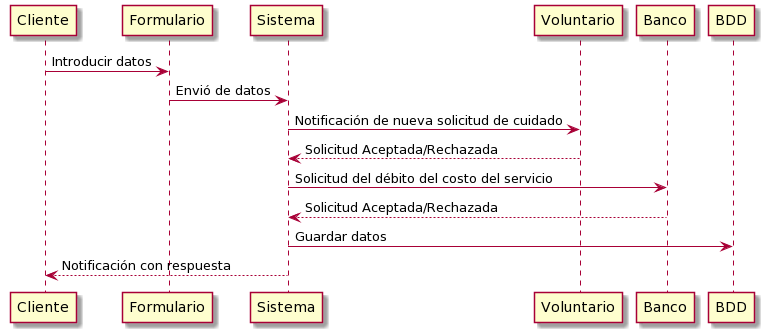 Cliente Formulario Sistema Voluntario Banco BDD
Introducir datos
Envió de datos
Notificación de nueva solicitud de cuidado
Solicitud Aceptada/Rechazada
Solicitud del débito del costo del servicio
Solicitud Aceptada/Rechazada
Guardar datos
Notificación con respuesta
Cliente Formulario Sistema Voluntario Banco BDD